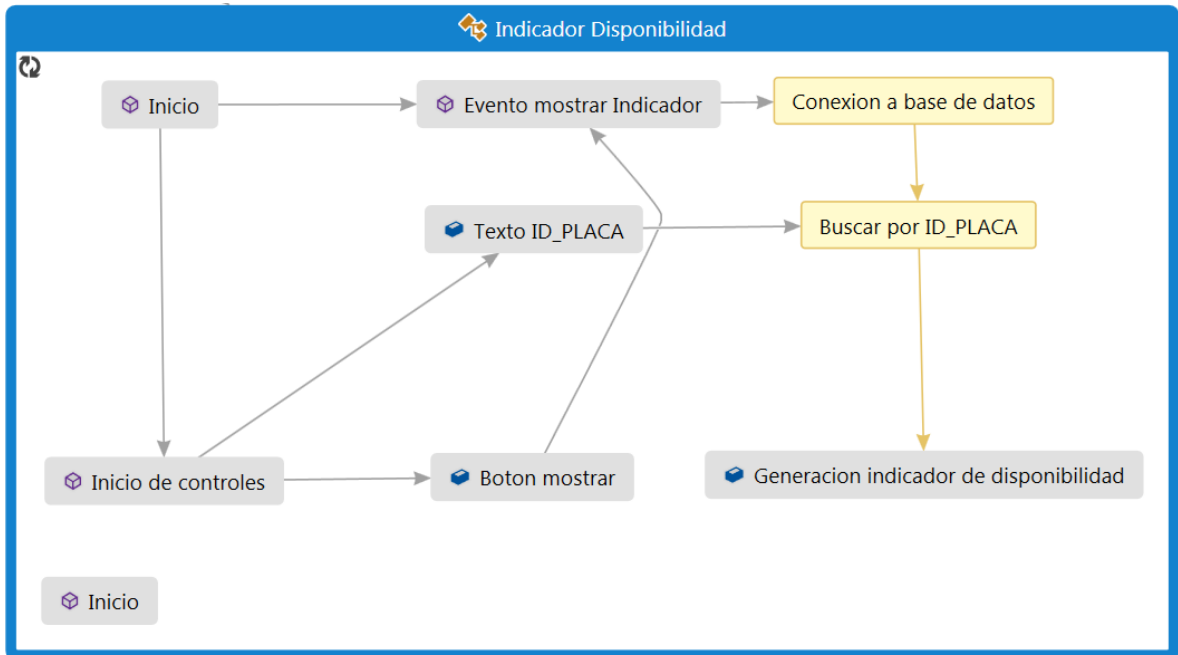 Indicador Disponibilidad
Inicio
Evento mostrar Indicador
Conexion a base de datos
Texto ID_PLACA
Buscar por ID_PLACA
Inicio de controles
Boton mostrar
Generacion indicador de disponibilidad
Inicio